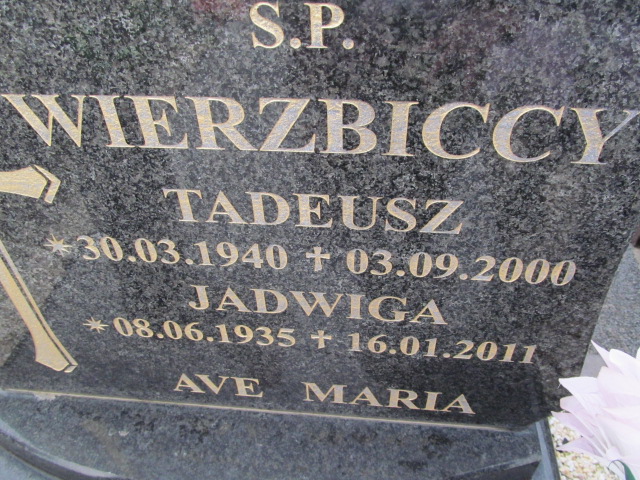 S.P.
WIERZBICCY
TADEUSZ
* 30.03.1940 † 03.09.2000
JADWIGA
* 08.06.1935 † 16.01.2011
AVE MARIA